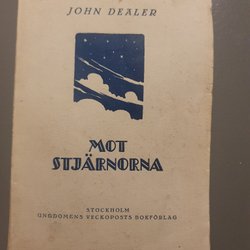 JOHN DEALER
MOT
STJÄRNORNA
STOCKHOLM
UNGDOMENS VECKOPOSTS BOKFÖRLAG